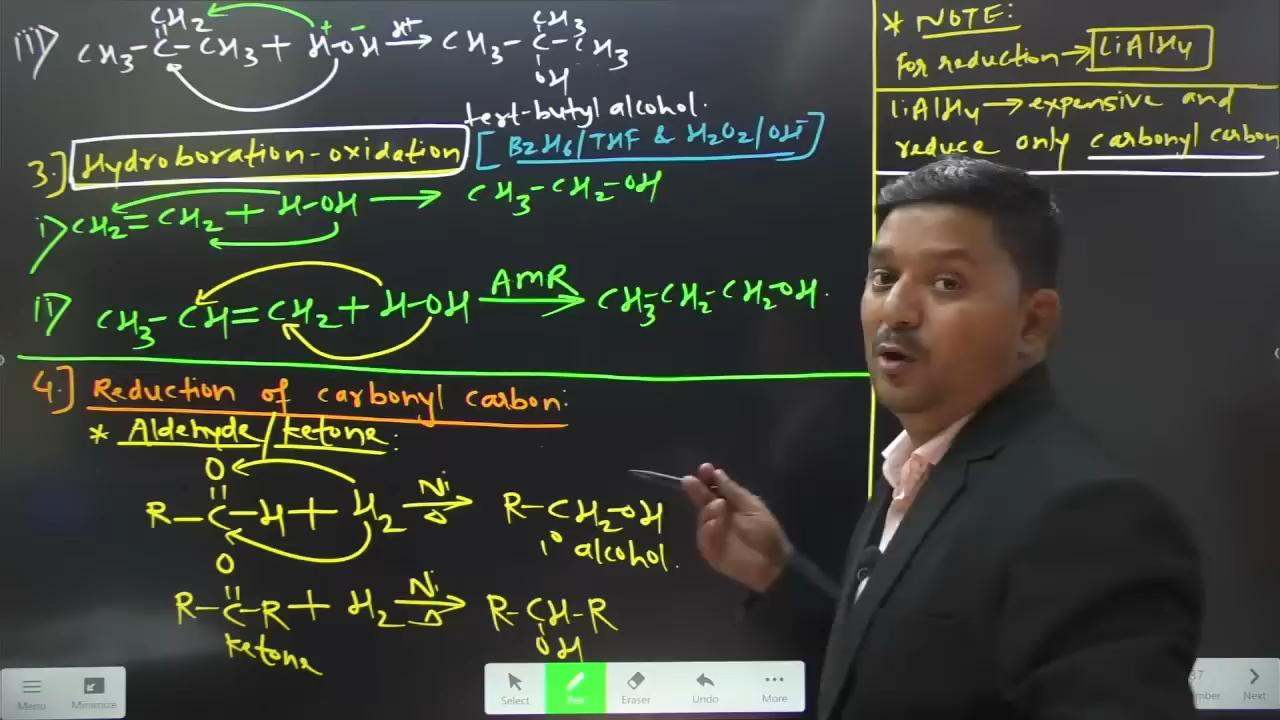 CH2
||
iii) CH3-C-CH3 + H+-OH- H+→ CH3-C-CH3
CH3
OH
tert-butyl alcohol.
3.] Hydroboration-oxidation [B2H6/THF & H2O2/OH-]
i) CH2=CH2 + H-OH → CH3-CH2-OH
ii) CH3-CH=CH2 + H-OH AMR→ CH3-CH2-CH2-OH.
4.] Reduction of carbonyl carbon:
* Aldehyde/ketone:
O
||
R-C-H + H2 Ni/Δ→ R-CH2-OH
1° alcohol.
O
||
R-C-R + H2 Ni/Δ→ R-CH-R
OH
ketone
* NOTE:
For reduction → LiAlH4
LiAlH4 → expensive and
reduce only carbonyl carbon
Menu
Minimize
Select
Pen
Eraser
Undo
More
Next